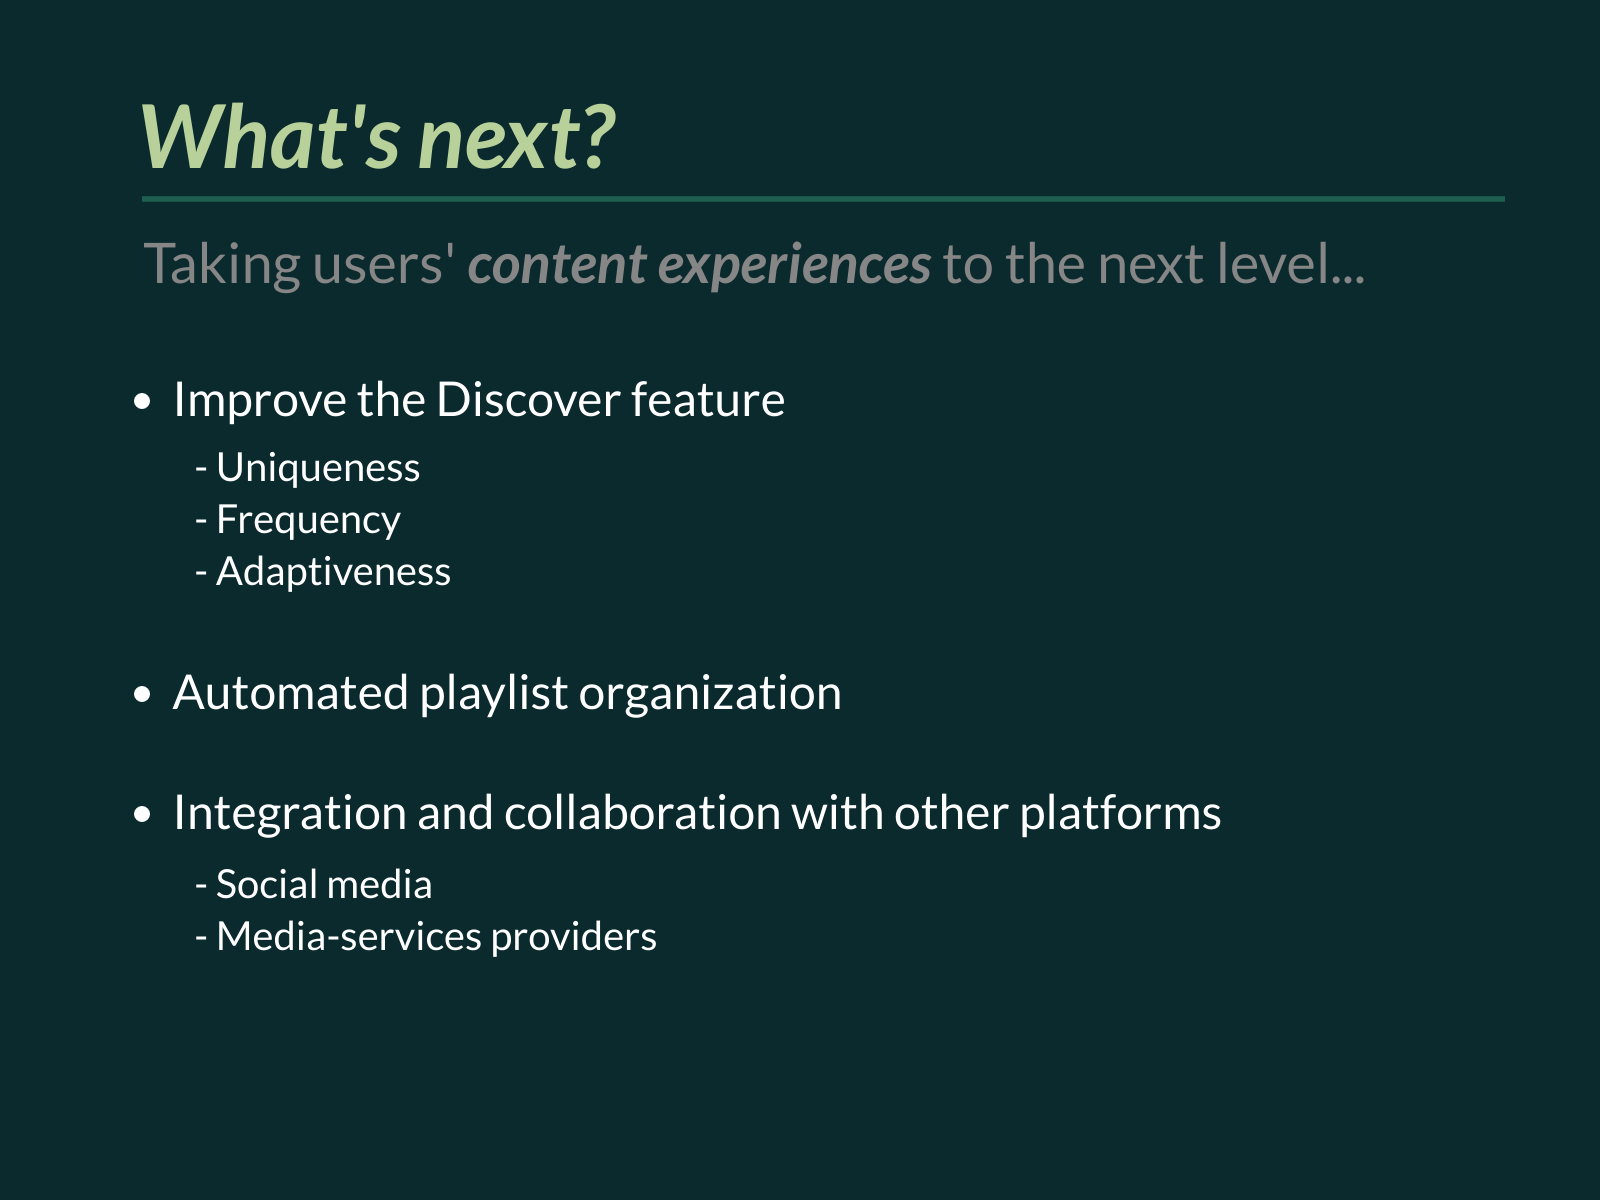 What's next?
Taking users' content experiences to the next level...
• Improve the Discover feature
- Uniqueness
- Frequency
- Adaptiveness
• Automated playlist organization
• Integration and collaboration with other platforms
- Social media
- Media-services providers